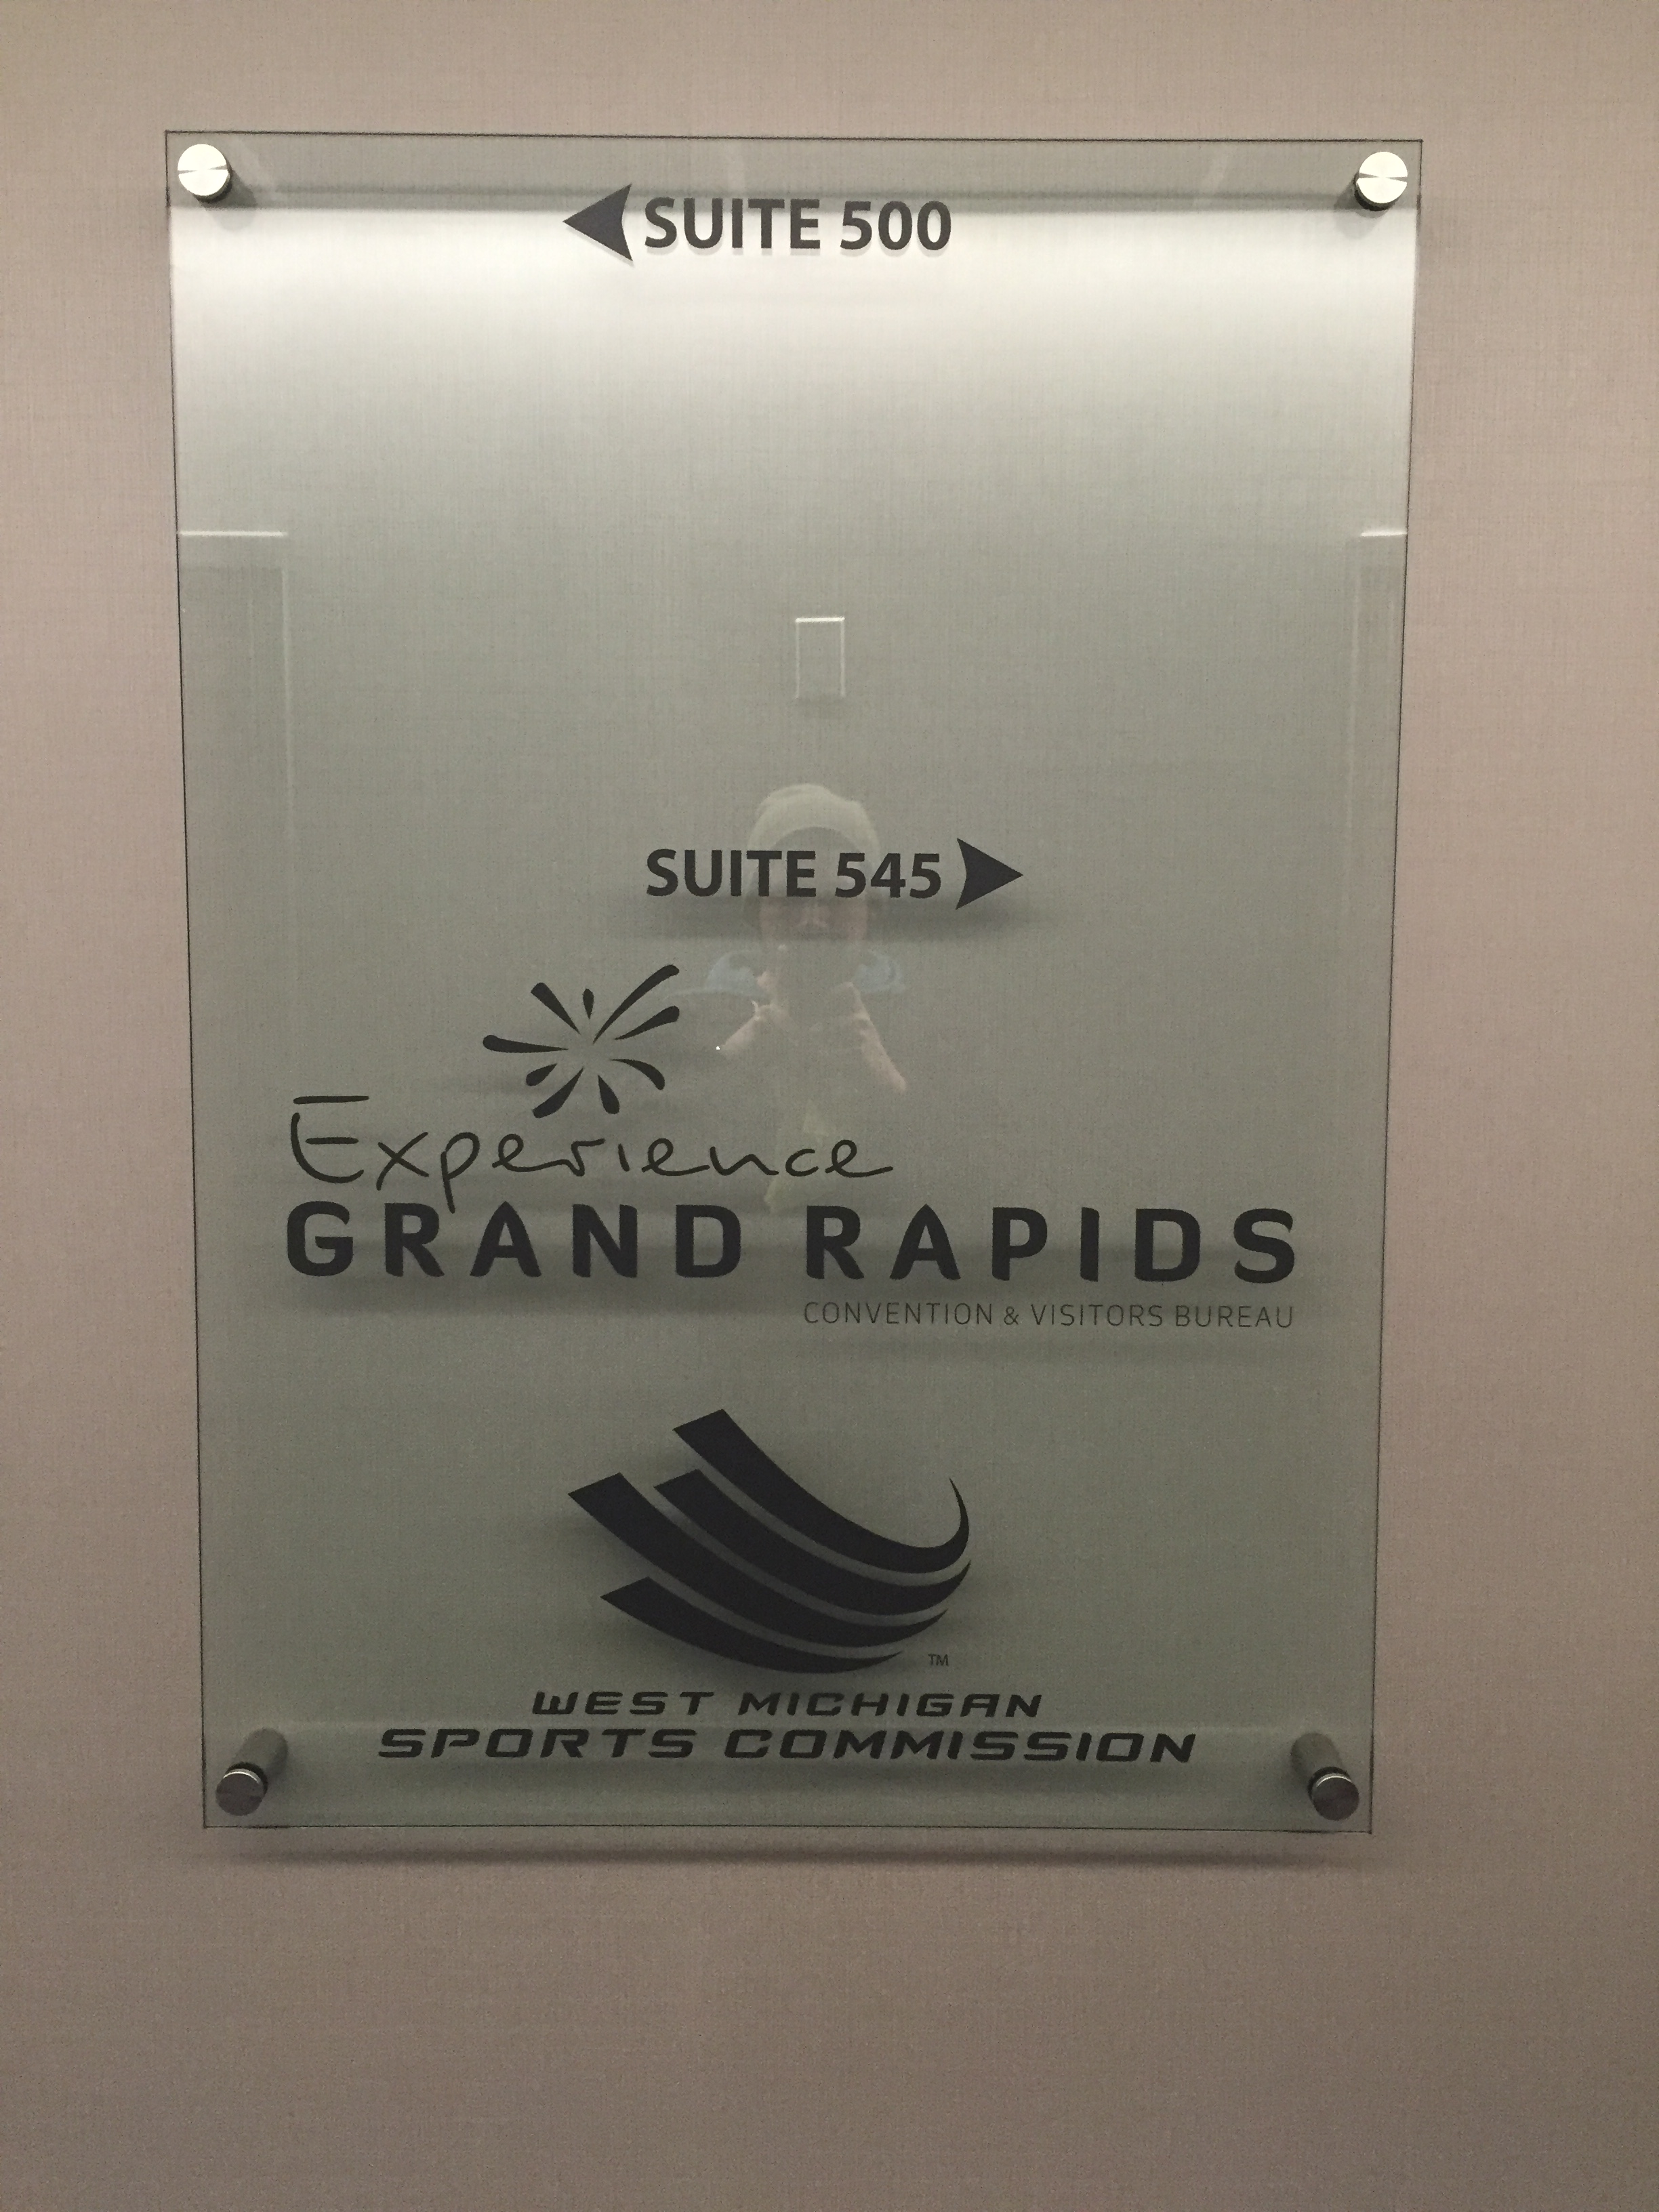 SUITE 500
SUITE 545
Experience
GRAND RAPIDS
CONVENTION & VISITORS BUREAU
TM
WEST MICHIGAN
SPORTS COMMISSION